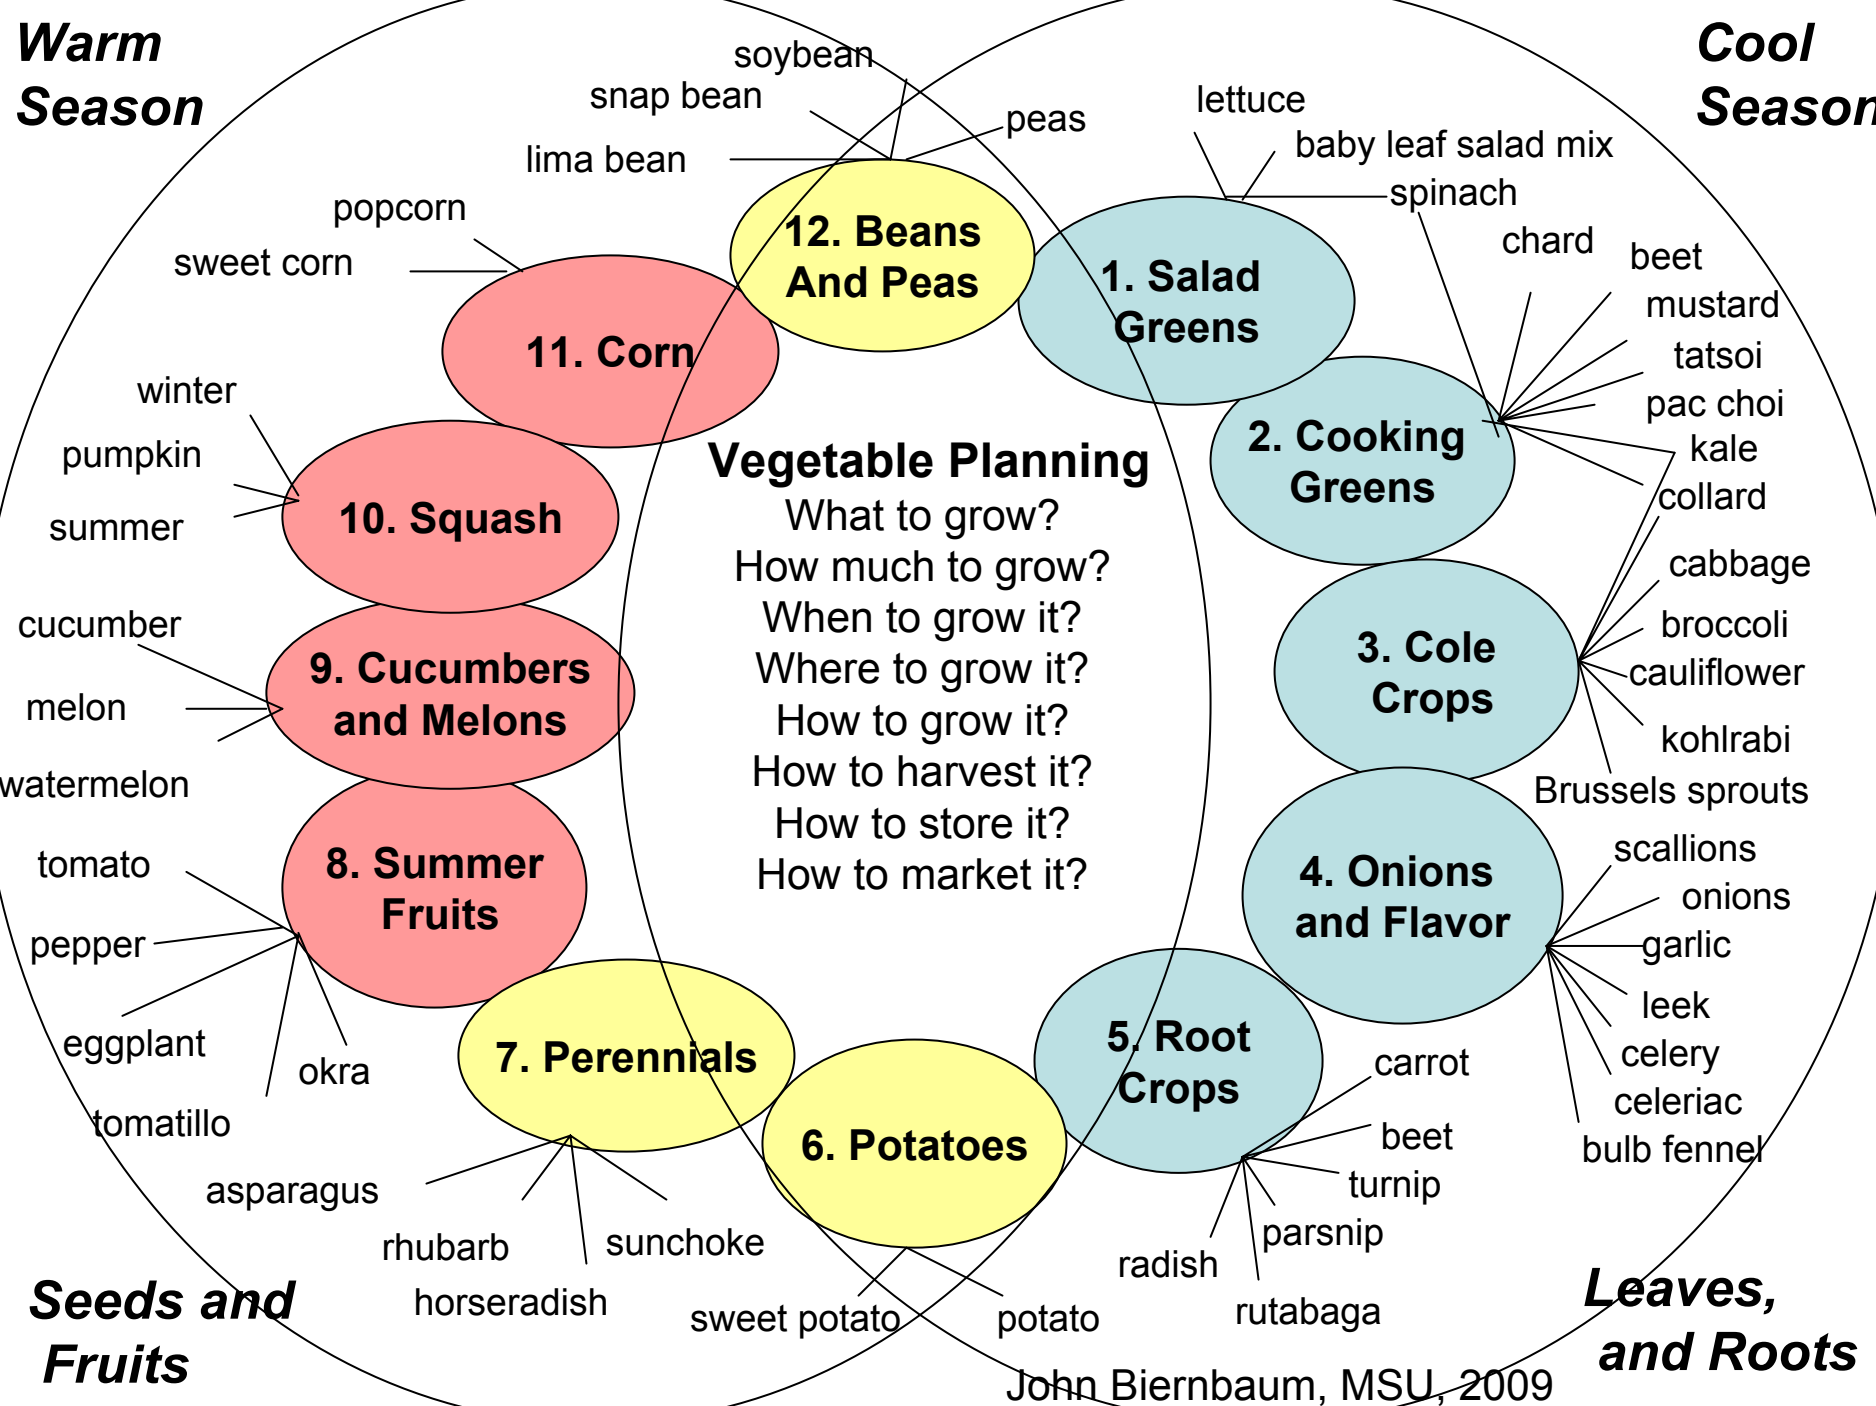 Warm
Season
Cool
Season
soybean
snap bean
lima bean
peas
lettuce
baby leaf salad mix
spinach
chard
beet
mustard
tatsoi
pac choi
kale
collard
popcorn
sweet corn
12. Beans
And Peas
1. Salad
Greens
11. Corn
2. Cooking
Greens
winter
pumpkin
summer
10. Squash
Vegetable Planning
What to grow?
How much to grow?
When to grow it?
Where to grow it?
How to grow it?
How to harvest it?
How to store it?
How to market it?
3. Cole
Crops
cabbage
broccoli
cauliflower
kohlrabi
Brussels sprouts
cucumber
melon
watermelon
9. Cucumbers
and Melons
tomato
pepper
eggplant
tomatillo
okra
8. Summer
Fruits
4. Onions
and Flavor
scallions
onions
garlic
leek
celery
celeriac
bulb fennel
7. Perennials
asparagus
rhubarb
horseradish
sunchoke
6. Potatoes
sweet potato
potato
5. Root
Crops
carrot
beet
turnip
parsnip
radish
rutabaga
Seeds and
Fruits
Leaves,
and Roots
John Biernbaum, MSU, 2009